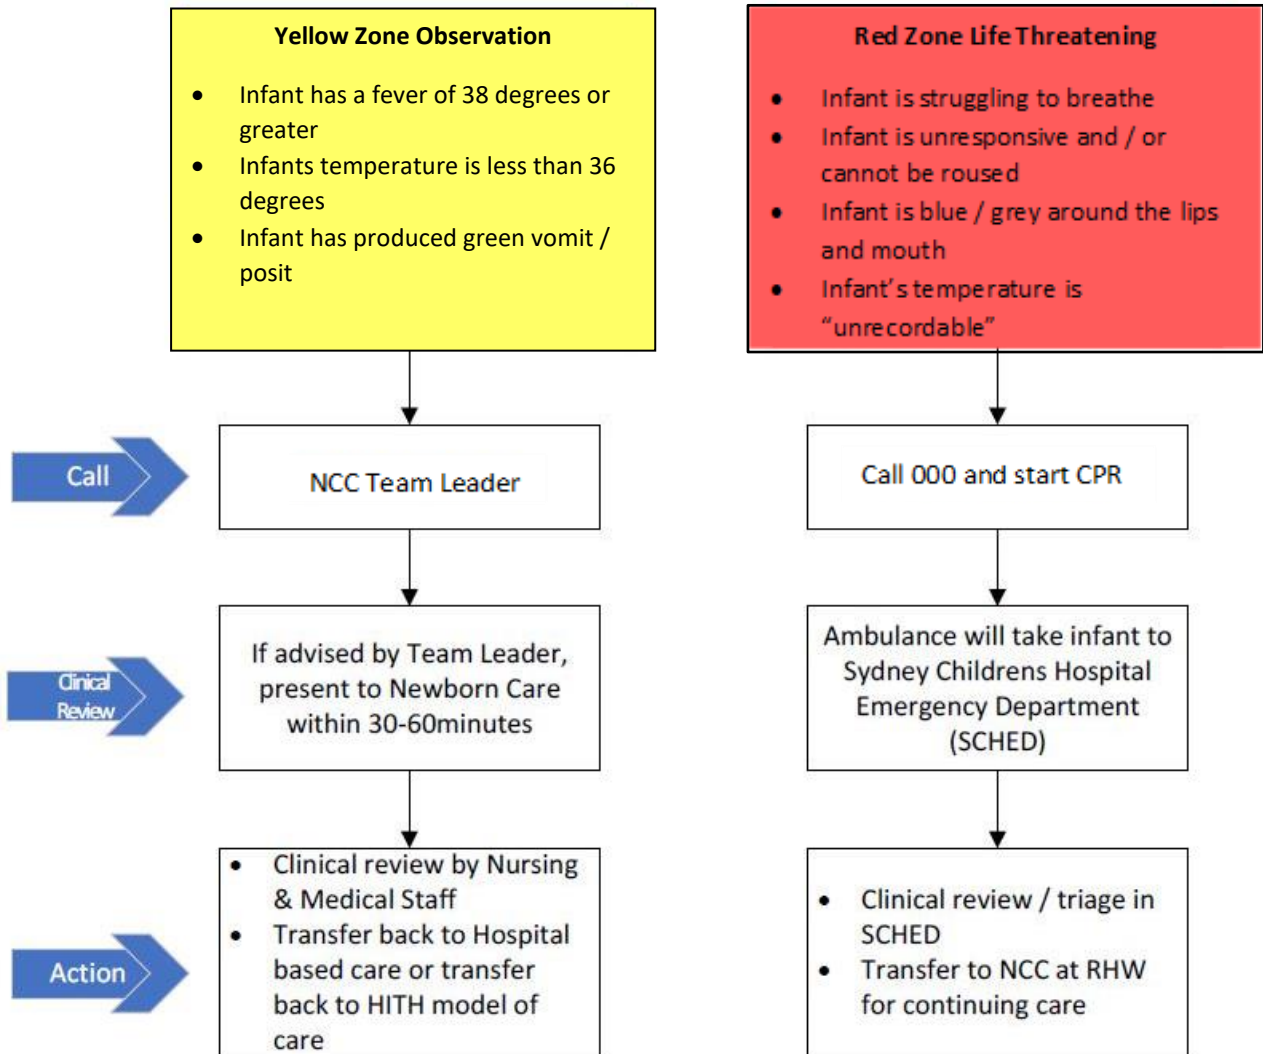 Yellow Zone Observation
• Infant has a fever of 38 degrees or
greater
• Infants temperature is less than 36
degrees
• Infant has produced green vomit /
posit
Red Zone Life Threatening
• Infant is struggling to breathe
• Infant is unresponsive and / or
cannot be roused
• Infant is blue / grey around the lips
and mouth
• Infant's temperature is
“unrecordable”
Call
NCC Team Leader
Call 000 and start CPR
Clinical
Review
If advised by Team Leader,
present to Newborn Care
within 30-60minutes
Ambulance will take infant to
Sydney Childrens Hospital
Emergency Department
(SCHED)
Action
• Clinical review by Nursing
& Medical Staff
• Transfer back to Hospital
based care or transfer
back to HITH model of
care
• Clinical review / triage in
SCHED
• Transfer to NCC at RHW
for continuing care